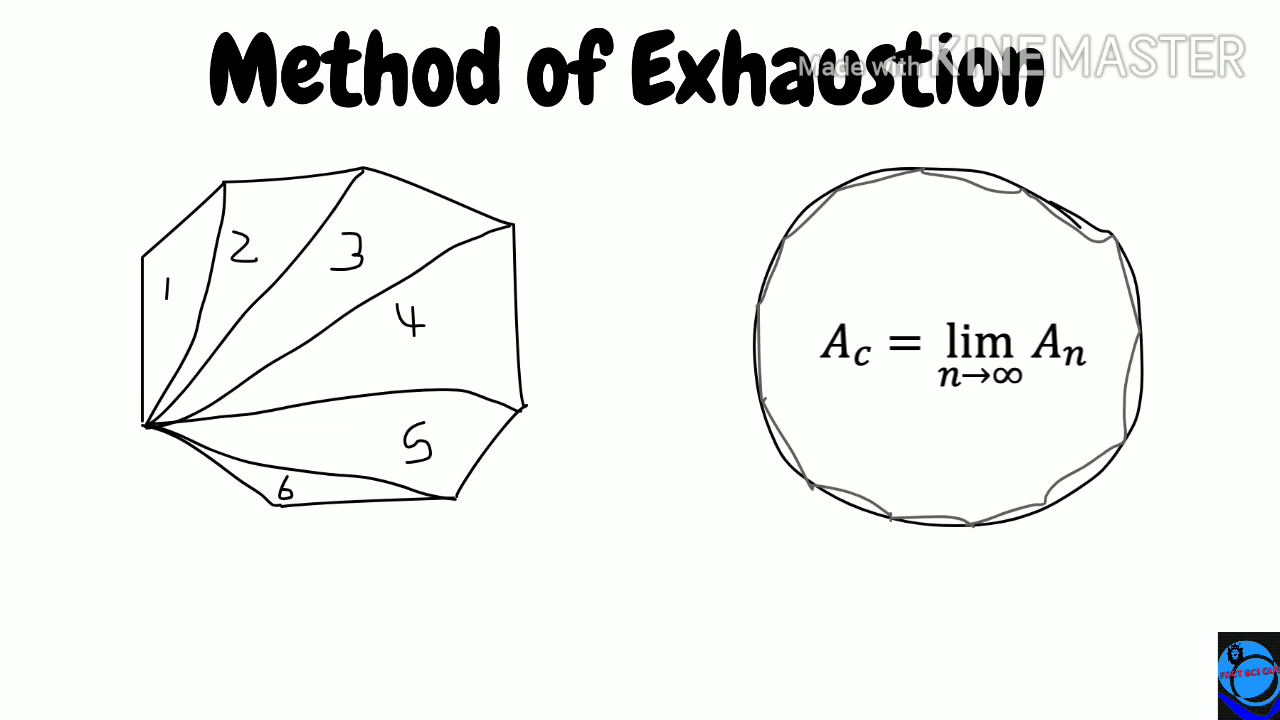 Method of Exhaustion
Made with KINEMASTER
1
2
3
4
5
6
A_c = lim_{n→∞} A_n